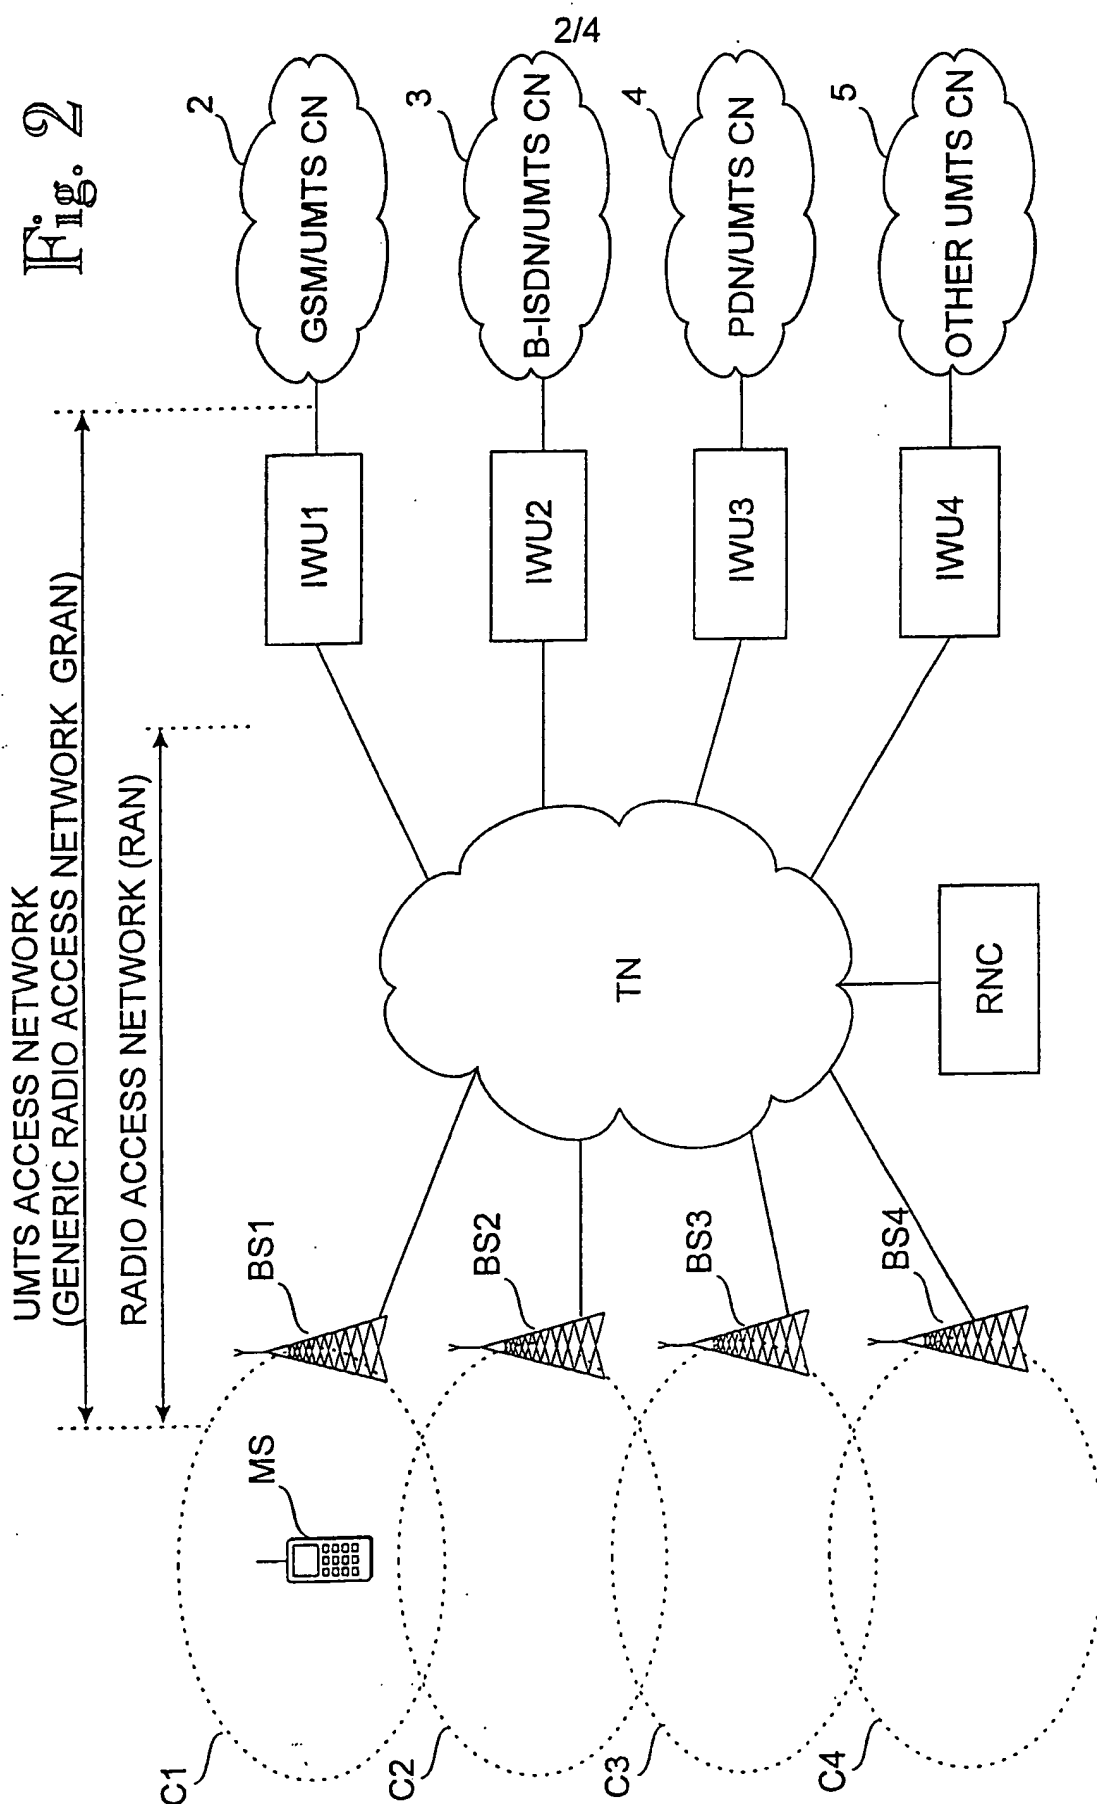 2/4
Fig. 2
UMTS ACCESS NETWORK
(GENERIC RADIO ACCESS NETWORK GRAN)
RADIO ACCESS NETWORK (RAN)
C1
MS
BS1
IWU1
2
GSM/UMTS CN
C2
BS2
IWU2
3
B-ISDN/UMTS CN
TN
C3
BS3
IWU3
4
PDN/UMTS CN
C4
BS4
RNC
IWU4
5
OTHER UMTS CN